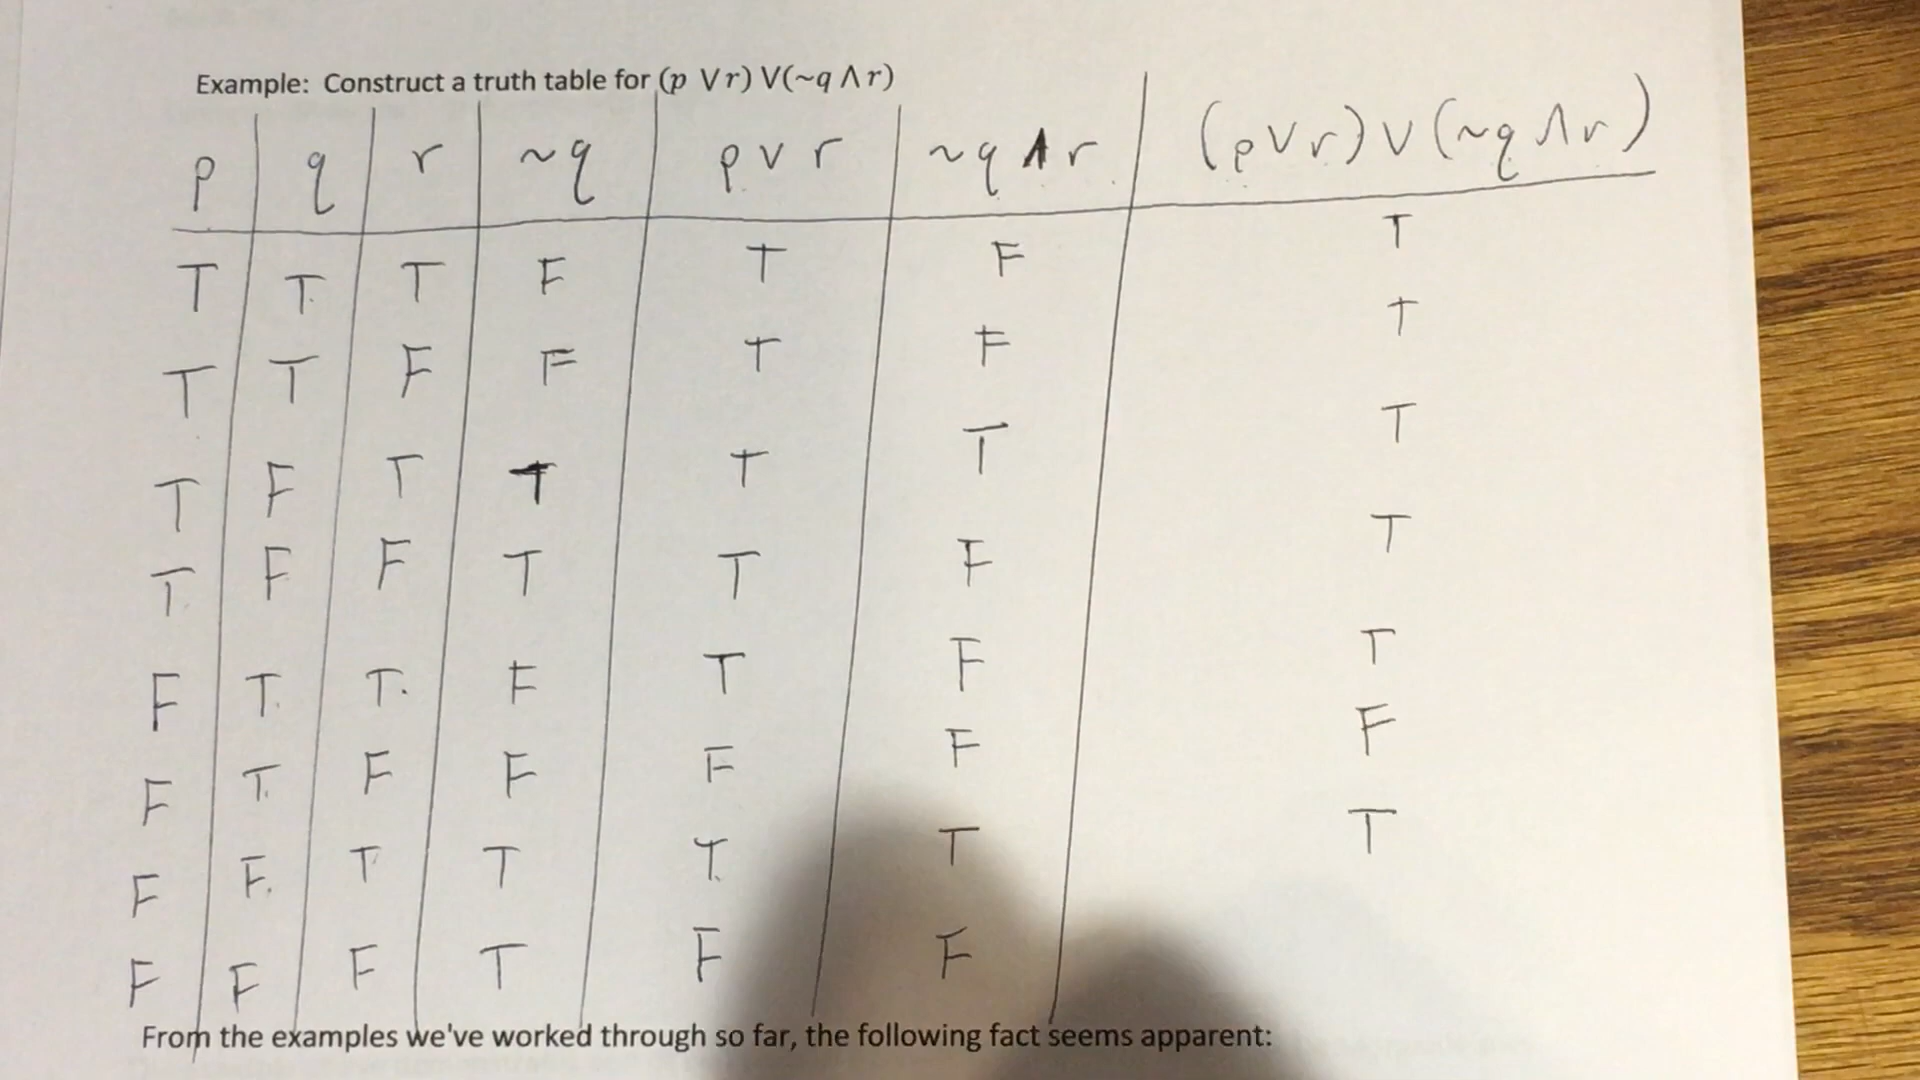 Example: Construct a truth table for (p ∨ r) ∨(~q ∧ r)
p q r ~q p ∨ r ~q ∧ r (p ∨ r) ∨ (~q ∧ r)
T T T F T F T
T T F F T F T
T F T T T T T
T F F T T F T
F T T F T F T
F T F F F F F
F F T T T T T
F F F T F F
From the examples we've worked through so far, the following fact seems apparent: